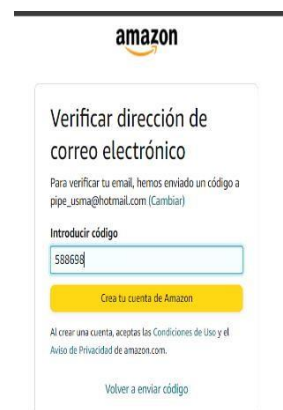 amazon
Verificar dirección de
correo electrónico
Para verificar tu email, hemos enviado un código a
pipe_usma@hotmail.com (Cambiar)
Introducir código
588698
Crea tu cuenta de Amazon
Al crear una cuenta, aceptas las Condiciones de Uso y el
Aviso de Privacidad de amazon.com.
Volver a enviar código